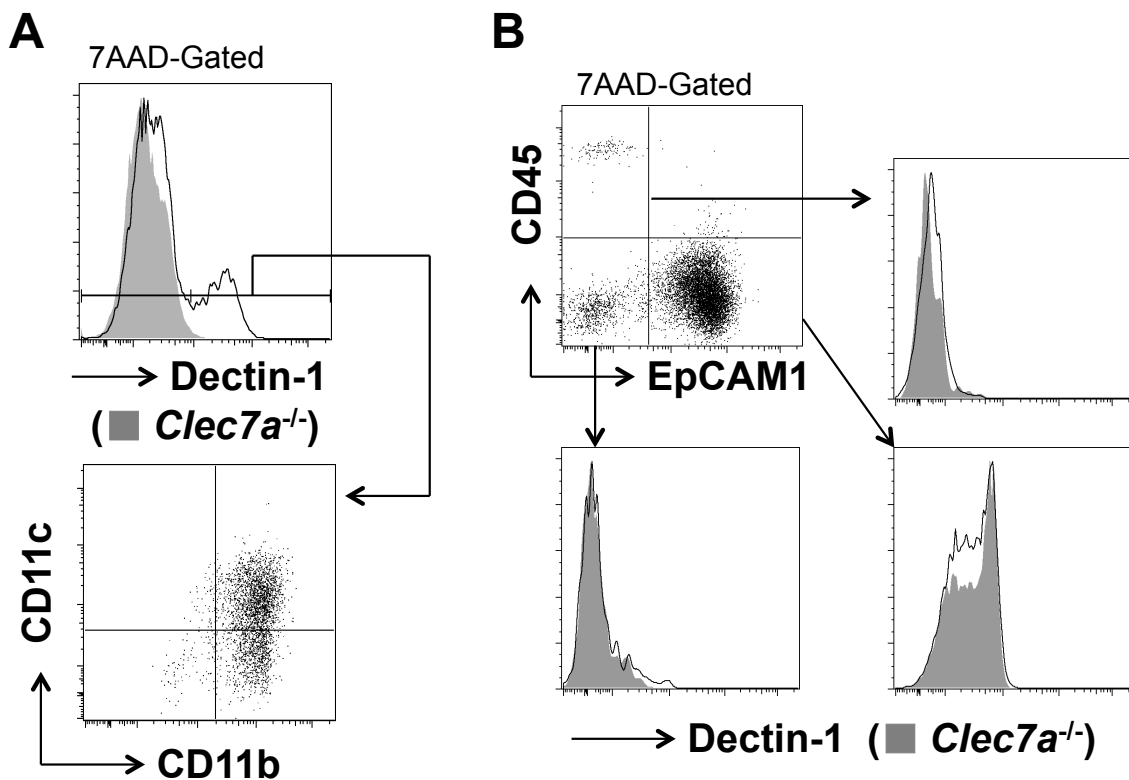 A
7AAD-Gated
Dectin-1
(■ Clec7a-/-)
CD11c
CD11b
B
7AAD-Gated
CD45
EpCAM1
Dectin-1 (■ Clec7a-/-)